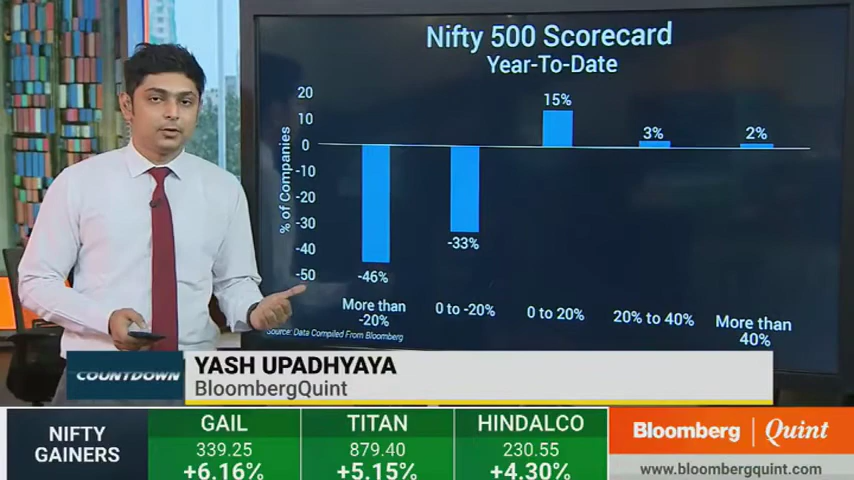 Nifty 500 Scorecard
Year-To-Date
% of Companies
20
10
0
-10
-20
-30
-40
-50
-46%
-33%
15%
3%
2%
More than
-20%
0 to -20%
0 to 20%
20% to 40%
More than
40%
Source: Data Compiled From Bloomberg
COUNTDOWN
YASH UPADHYAYA
BloombergQuint
NIFTY
GAINERS
GAIL
339.25
+6.16%
TITAN
879.40
+5.15%
HINDALCO
230.55
+4.30%
Bloomberg | Quint
www.bloombergquint.com